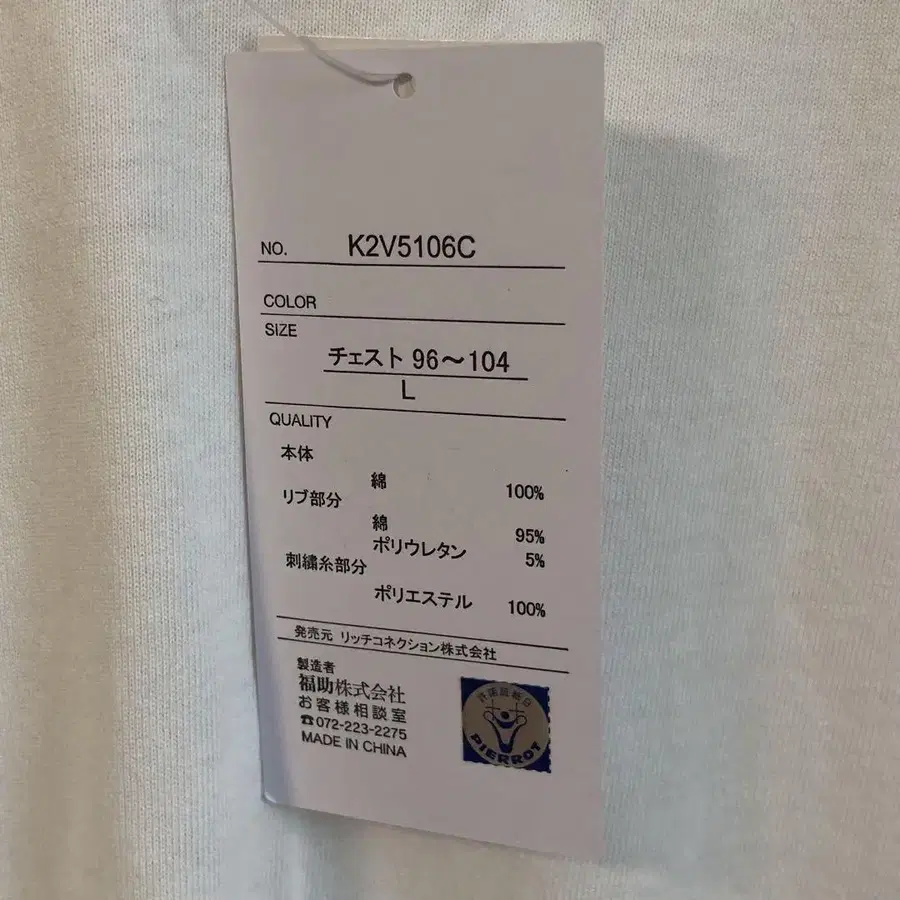 NO. K2V5106C
COLOR
SIZE
チェスト 96～104
L
QUALITY
本体
綿 100%
リブ部分
綿 95%
ポリウレタン 5%
刺繍糸部分
ポリエステル 100%
発売元 リッチコネクション株式会社
製造者
福助株式会社
お客様相談室
☎072-223-2275
MADE IN CHINA
PIERROT